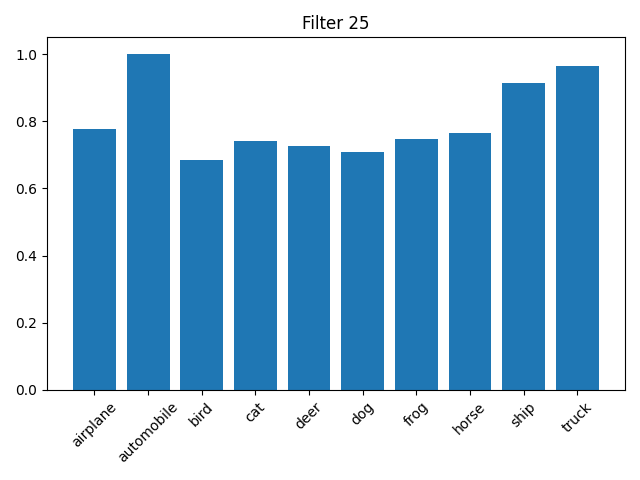 Filter 25
1.0
0.8
0.6
0.4
0.2
0.0
airplane
automobile
bird
cat
deer
dog
frog
horse
ship
truck